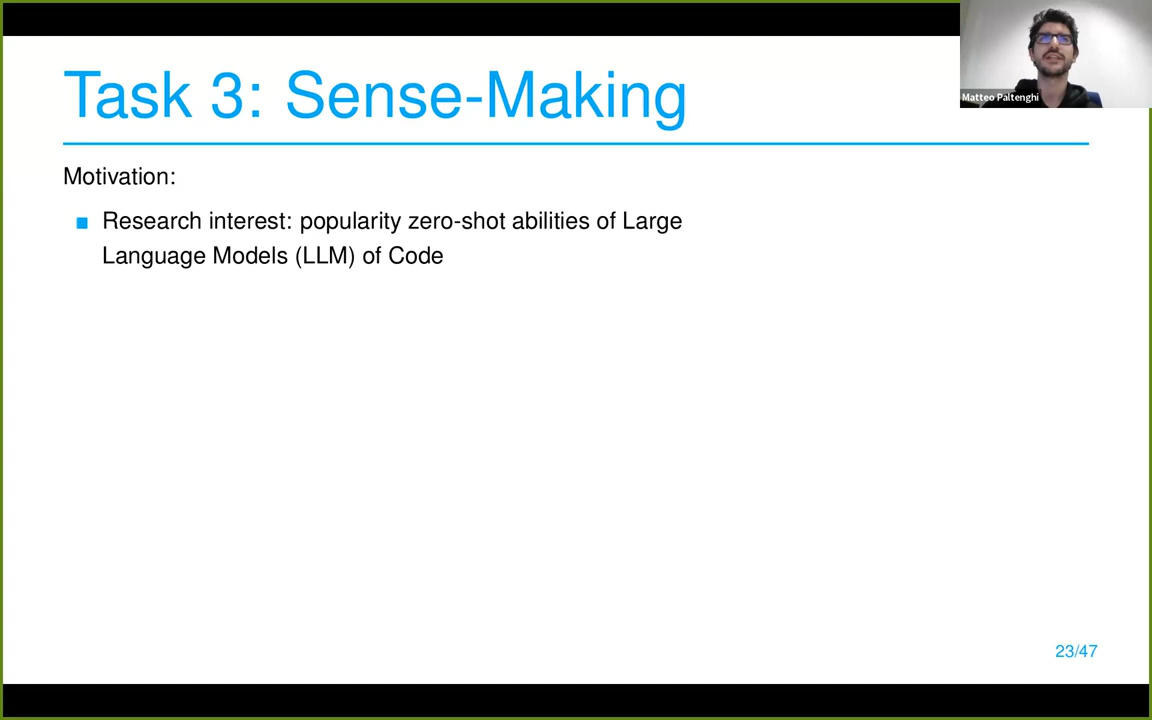 Task 3: Sense-Making
Matteo Paltenghi
Motivation:
Research interest: popularity zero-shot abilities of Large
Language Models (LLM) of Code
23/47